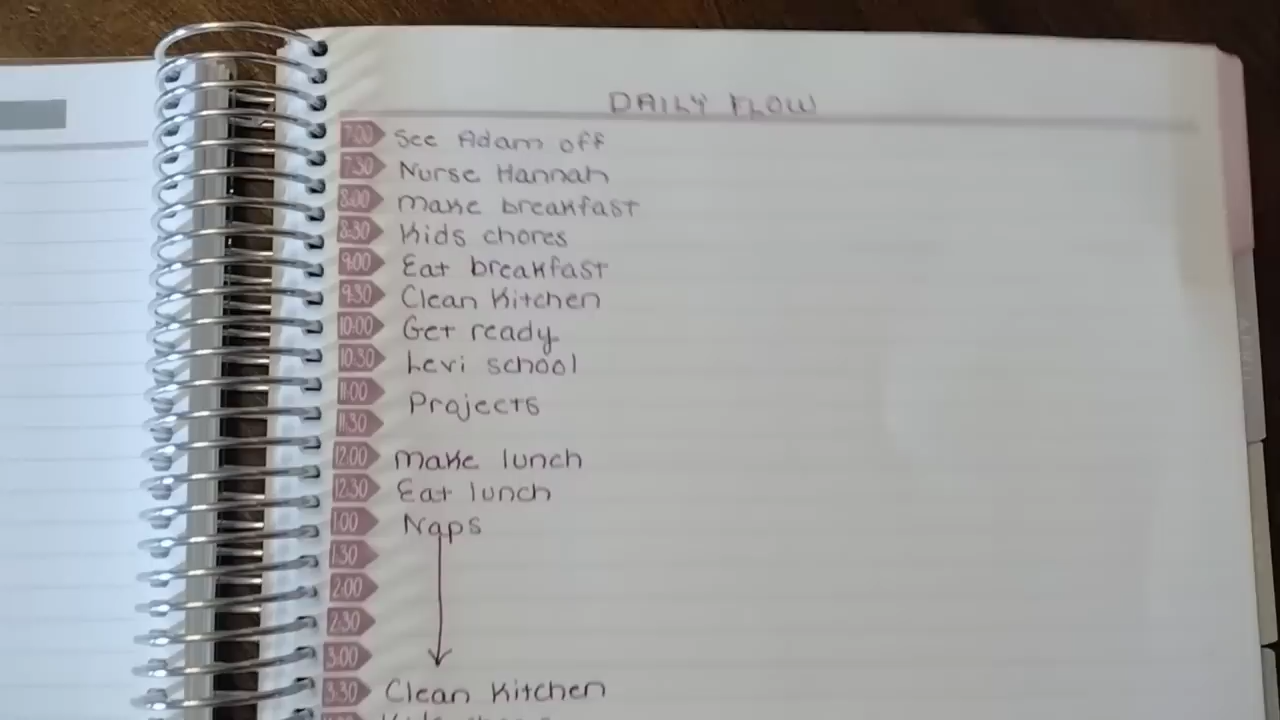 DAILY FLOW
7:00 See Adam off
7:30 Nurse Hannah
8:00 Make breakfast
8:30 Kids chores
9:00 Eat breakfast
9:30 Clean Kitchen
10:00 Get ready
10:30 Levi school
11:00 Projects
11:30
12:00 Make lunch
12:30 Eat lunch
1:00 Naps
1:30
2:00
2:30
3:00
3:30 Clean Kitchen